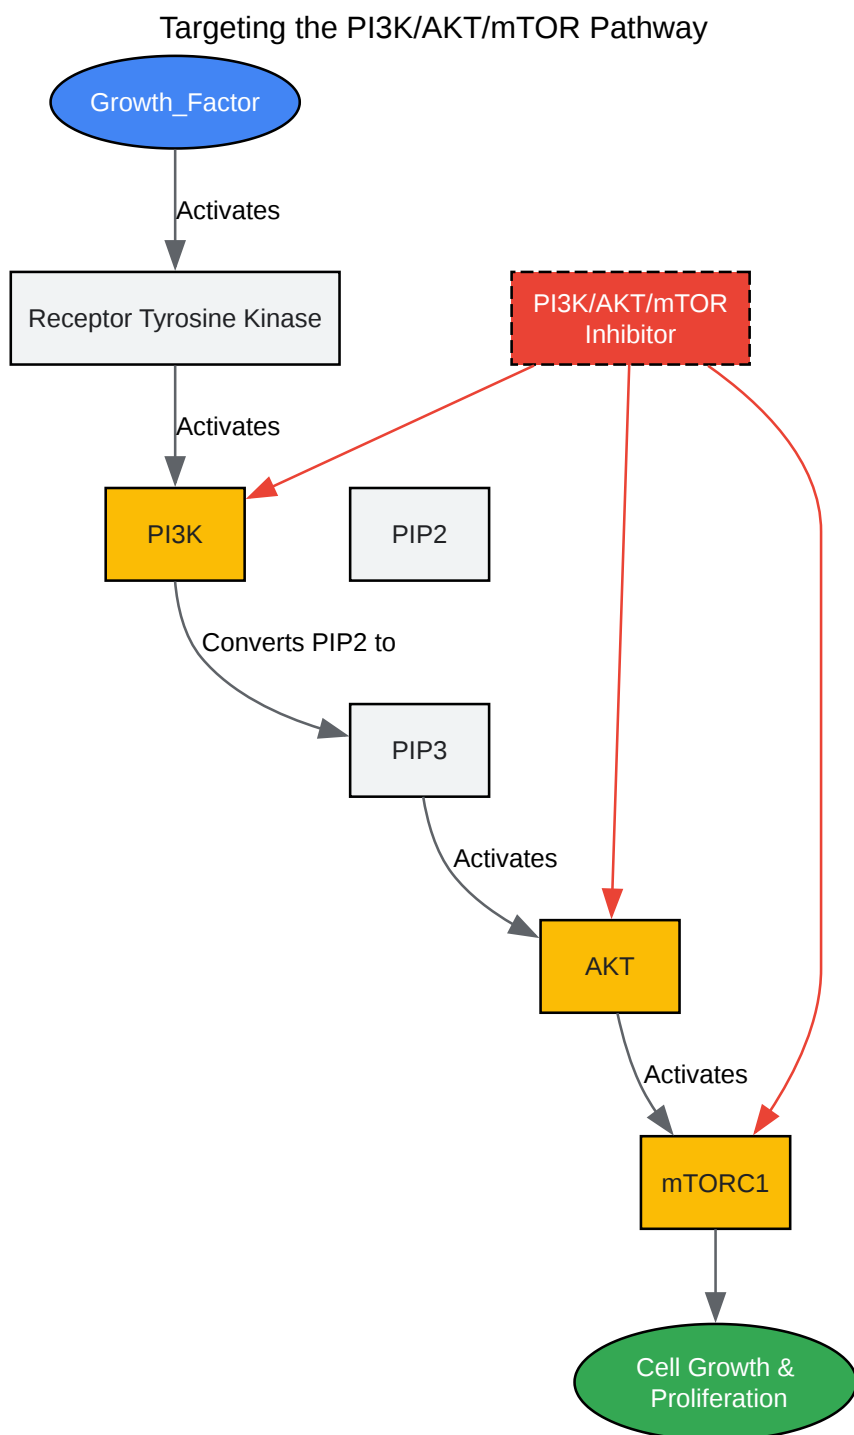 Targeting the PI3K/AKT/mTOR Pathway
Growth_Factor
Activates
Receptor Tyrosine Kinase
PI3K/AKT/mTOR
Inhibitor
Activates
PI3K
PIP2
Converts PIP2 to
PIP3
Activates
AKT
Activates
mTORC1
Cell Growth &
Proliferation